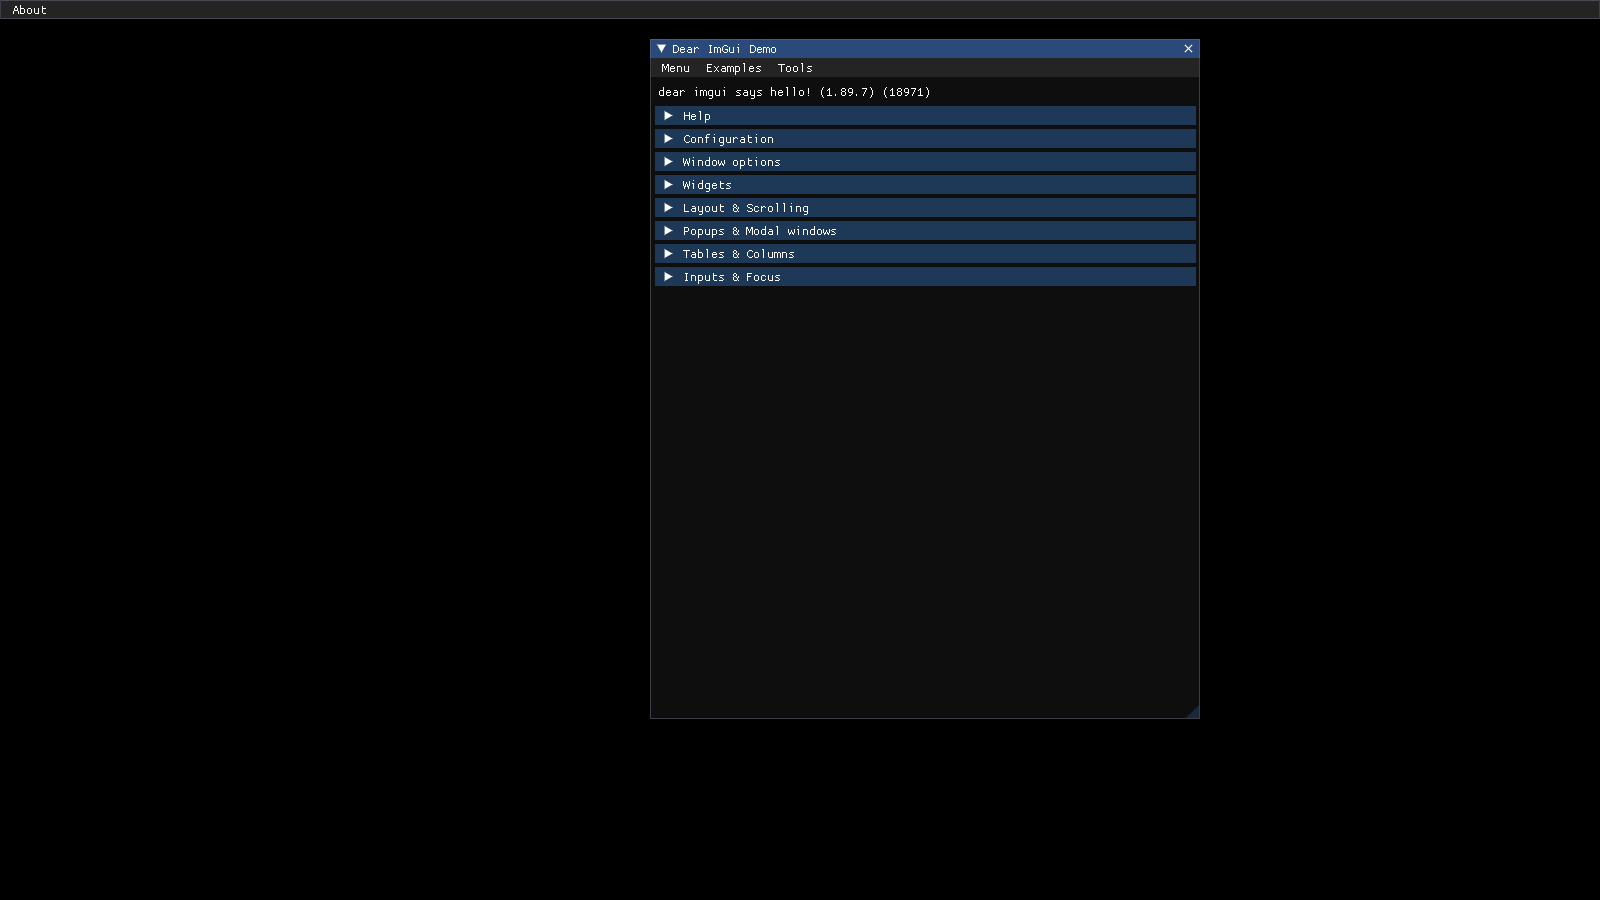 About
Dear ImGui Demo
Menu Examples Tools
dear imgui says hello! (1.89.7) (18971)
Help
Configuration
Window options
Widgets
Layout & Scrolling
Popups & Modal windows
Tables & Columns
Inputs & Focus